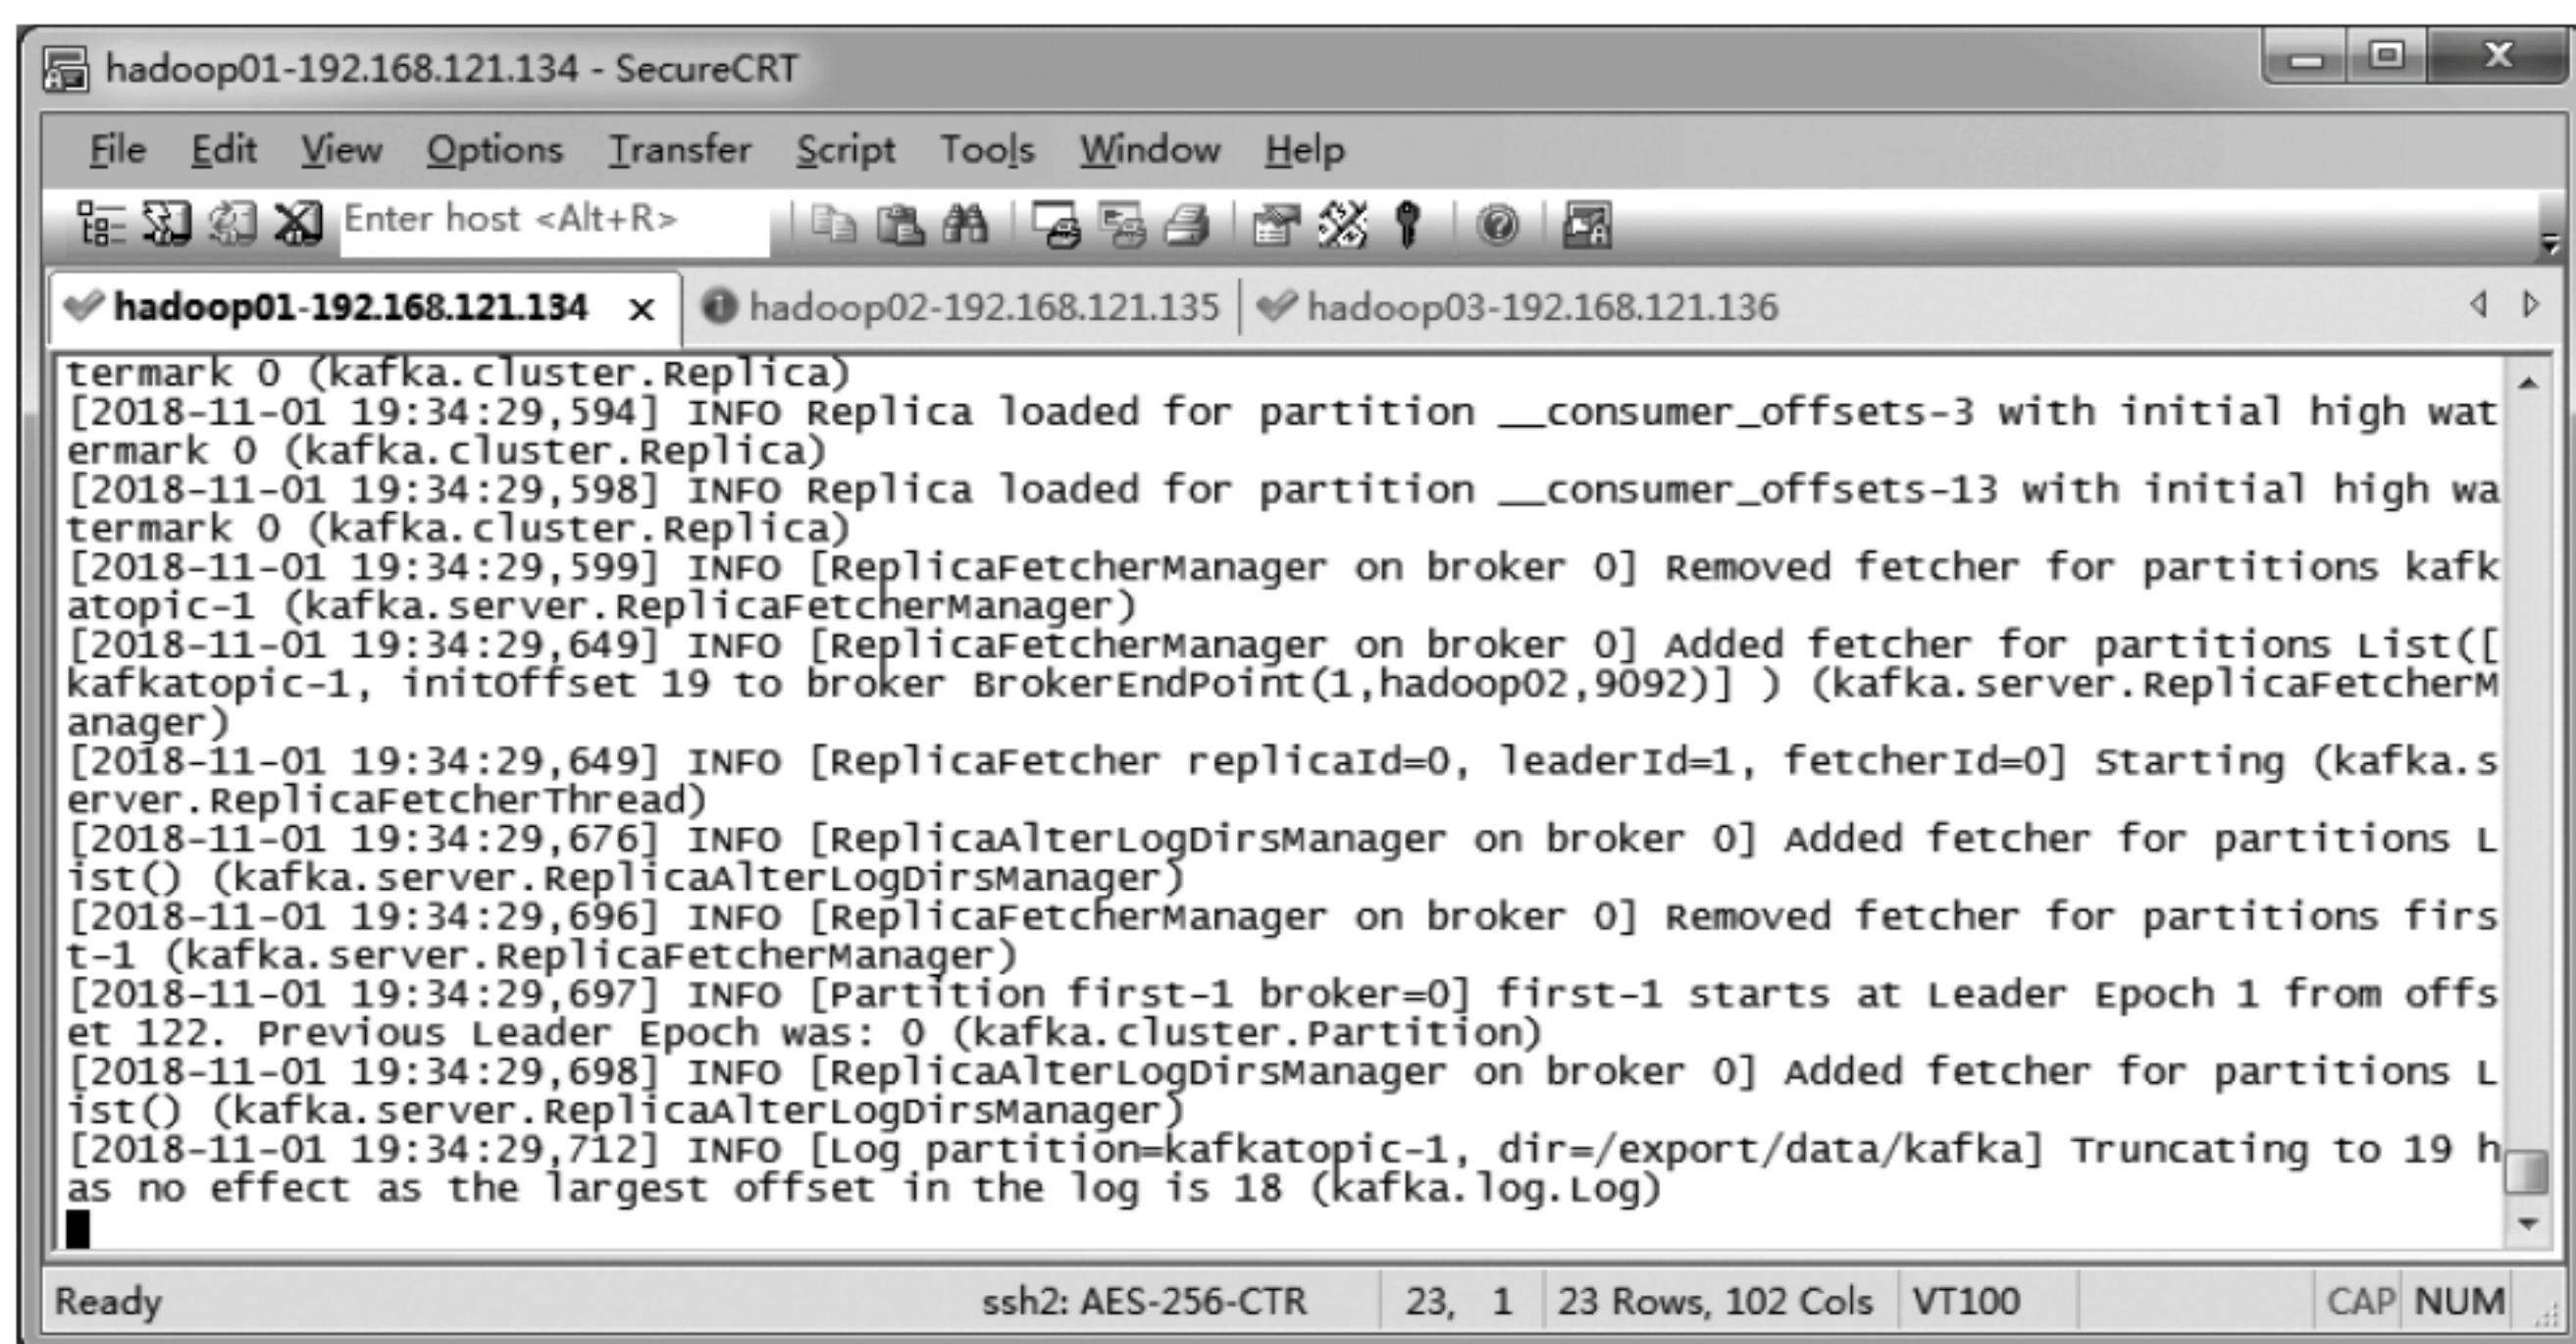 hadoop01-192.168.121.134 - SecureCRT
File Edit View Options Transfer Script Tools Window Help
Enter host <Alt+R>
hadoop01-192.168.121.134 x hadoop02-192.168.121.135 hadoop03-192.168.121.136
termark 0 (kafka.cluster.Replica)
[2018-11-01 19:34:29,594] INFO Replica loaded for partition __consumer_offsets-3 with initial high wat
ermark 0 (kafka.cluster.Replica)
[2018-11-01 19:34:29,598] INFO Replica loaded for partition __consumer_offsets-13 with initial high wa
termark 0 (kafka.cluster.Replica)
[2018-11-01 19:34:29,599] INFO [ReplicaFetcherManager on broker 0] Removed fetcher for partitions kafk
atopic-1 (kafka.server.ReplicaFetcherManager)
[2018-11-01 19:34:29,649] INFO [ReplicaFetcherManager on broker 0] Added fetcher for partitions List([
kafkatopic-1, initOffset 19 to broker BrokerEndPoint(1,hadoop02,9092)] ) (kafka.server.ReplicaFetcherM
anager)
[2018-11-01 19:34:29,649] INFO [ReplicaFetcher replicaId=0, leaderId=1, fetcherId=0] Starting (kafka.s
erver.ReplicaFetcherThread)
[2018-11-01 19:34:29,676] INFO [ReplicaAlterLogDirsManager on broker 0] Added fetcher for partitions L
ist() (kafka.server.ReplicaAlterLogDirsManager)
[2018-11-01 19:34:29,696] INFO [ReplicaFetcherManager on broker 0] Removed fetcher for partitions firs
t-1 (kafka.server.ReplicaFetcherManager)
[2018-11-01 19:34:29,697] INFO [Partition first-1 broker=0] first-1 starts at Leader Epoch 1 from offs
et 122. Previous Leader Epoch was: 0 (kafka.cluster.Partition)
[2018-11-01 19:34:29,698] INFO [ReplicaAlterLogDirsManager on broker 0] Added fetcher for partitions L
ist() (kafka.server.ReplicaAlterLogDirsManager)
[2018-11-01 19:34:29,712] INFO [Log partition=kafkatopic-1, dir=/export/data/kafka] Truncating to 19 h
as no effect as the largest offset in the log is 18 (kafka.log.Log)
Ready ssh2: AES-256-CTR 23, 1 23 Rows, 102 Cols VT100 CAP NUM